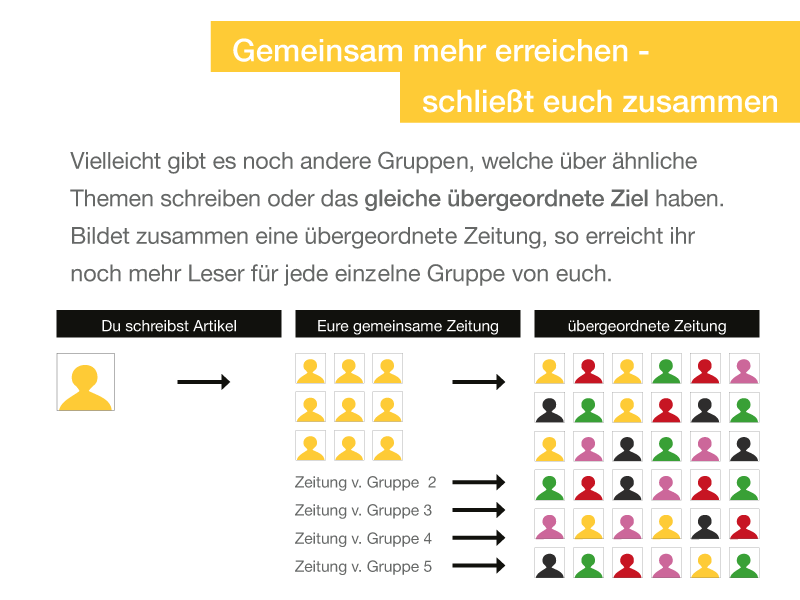 Gemeinsam mehr erreichen -
schließt euch zusammen
Vielleicht gibt es noch andere Gruppen, welche über ähnliche
Themen schreiben oder das gleiche übergeordnete Ziel haben.
Bildet zusammen eine übergeordnete Zeitung, so erreicht ihr
noch mehr Leser für jede einzelne Gruppe von euch.
Du schreibst Artikel
Eure gemeinsame Zeitung
übergeordnete Zeitung
Zeitung v. Gruppe 2
Zeitung v. Gruppe 3
Zeitung v. Gruppe 4
Zeitung v. Gruppe 5